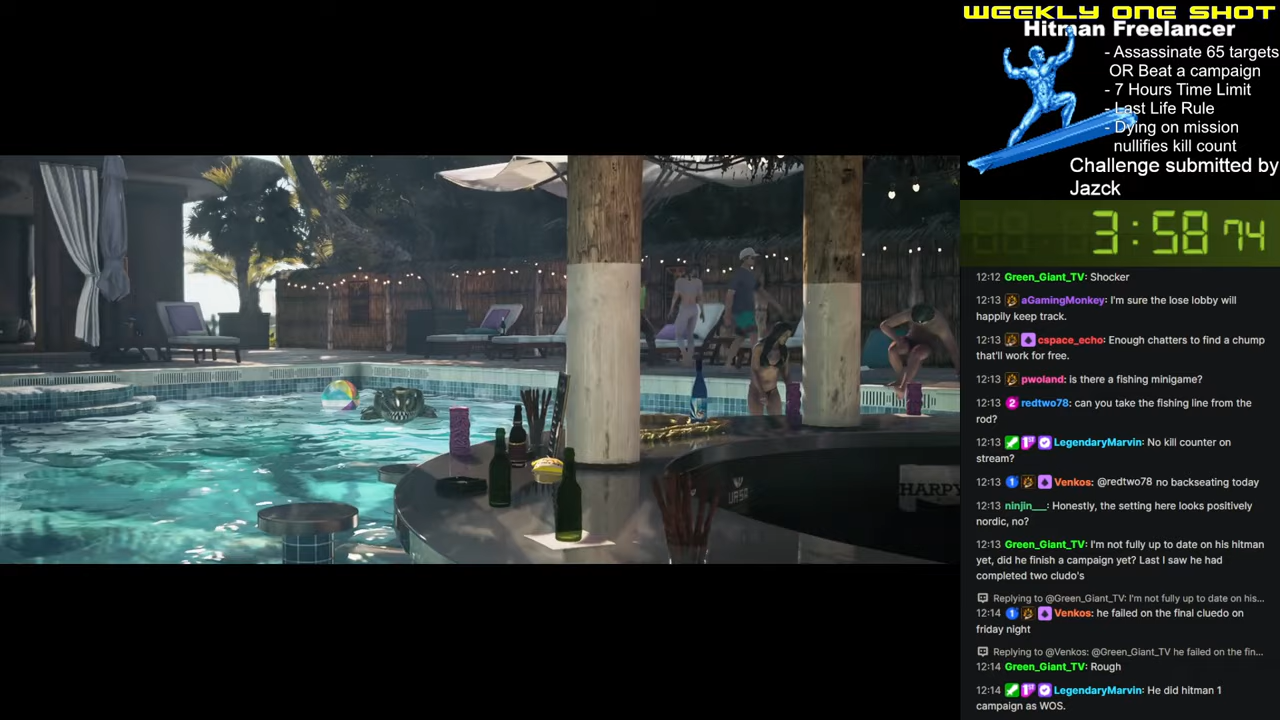 WEEKLY ONE SHOT
Hitman Freelancer
- Assassinate 65 targets
OR Beat a campaign
- 7 Hours Time Limit
- Last Life Rule
- Dying on mission
nullifies kill count
Challenge submitted by
Jazck
3:58 74
12:12 Green_Giant_TV: Shocker
12:13 aGamingMonkey: I'm sure the lose lobby will
happily keep track.
12:13 cspace_echo: Enough chatters to find a chump
that'll work for free.
12:13 pwoland: is there a fishing minigame?
12:13 redtwo78: can you take the fishing line from the
rod?
12:13 LegendaryMarvin: No kill counter on
stream?
12:13 Venkos: @redtwo78 no backseating today
12:13 ninjin___: Honestly, the setting here looks positively
nordic, no?
12:13 Green_Giant_TV: I'm not fully up to date on his hitman
yet, did he finish a campaign yet? Last I saw he had
completed two cludo's
Replying to @Green_Giant_TV: I'm not fully up to date on his...
12:14 Venkos: he failed on the final cluedo on
friday night
Replying to @Venkos: @Green_Giant_TV he failed on the fin...
12:14 Green_Giant_TV: Rough
12:14 LegendaryMarvin: He did hitman 1
campaign as WOS.
URSA
HARPY